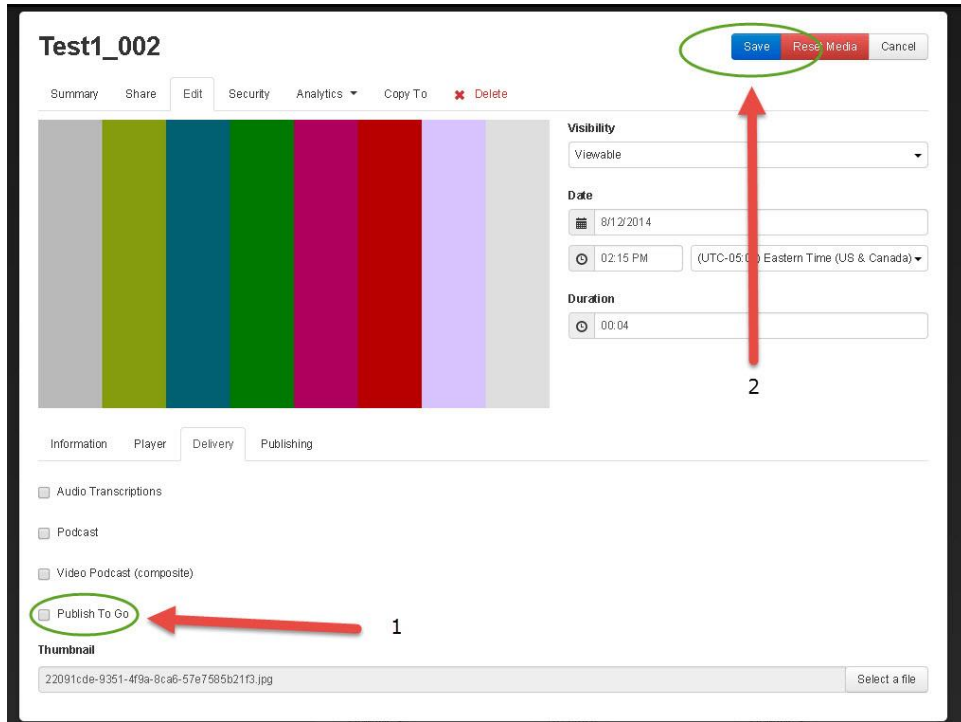 Test1_002
Save Reset Media Cancel
Summary Share Edit Security Analytics Copy To Delete
Visibility
Viewable
Date
8/12/2014
02:15 PM (UTC-05:0 ) Eastern Time (US & Canada)
Duration
00:04
2
Information Player Delivery Publishing
Audio Transcriptions
Podcast
Video Podcast (composite)
Publish To Go
1
Thumbnail
22091cde-9351-4f9a-8ca6-57e7585b21f3.jpg Select a file